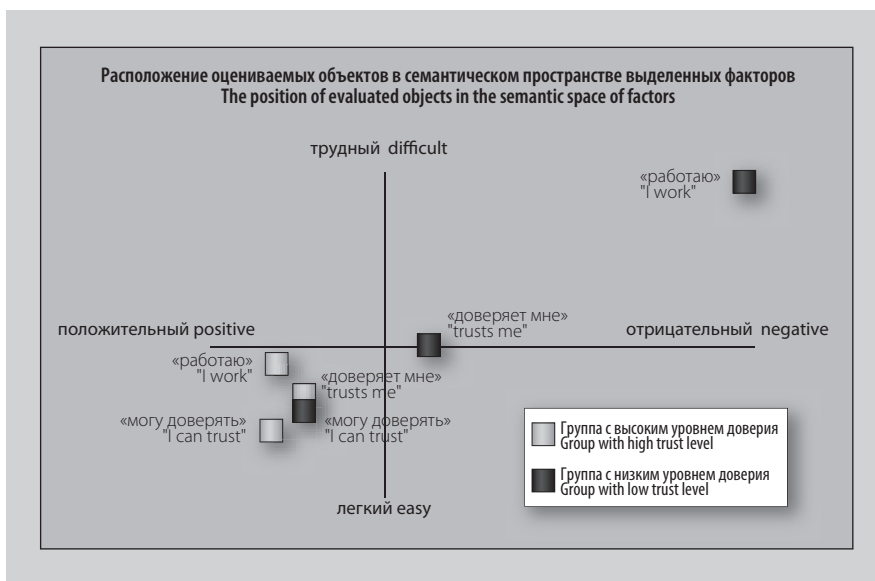 Расположение оцениваемых объектов в семантическом пространстве выделенных факторов
The position of evaluated objects in the semantic space of factors
трудный difficult
«работаю»
"I work"
«доверяет мне»
"trusts me"
положительный positive
отрицательный negative
«работаю»
"I work"
«доверяет мне»
"trusts me"
«могу доверять»
"I can trust"
«могу доверять»
"I can trust"
Группа с высоким уровнем доверия
Group with high trust level
Группа с низким уровнем доверия
Group with low trust level
легкий easy